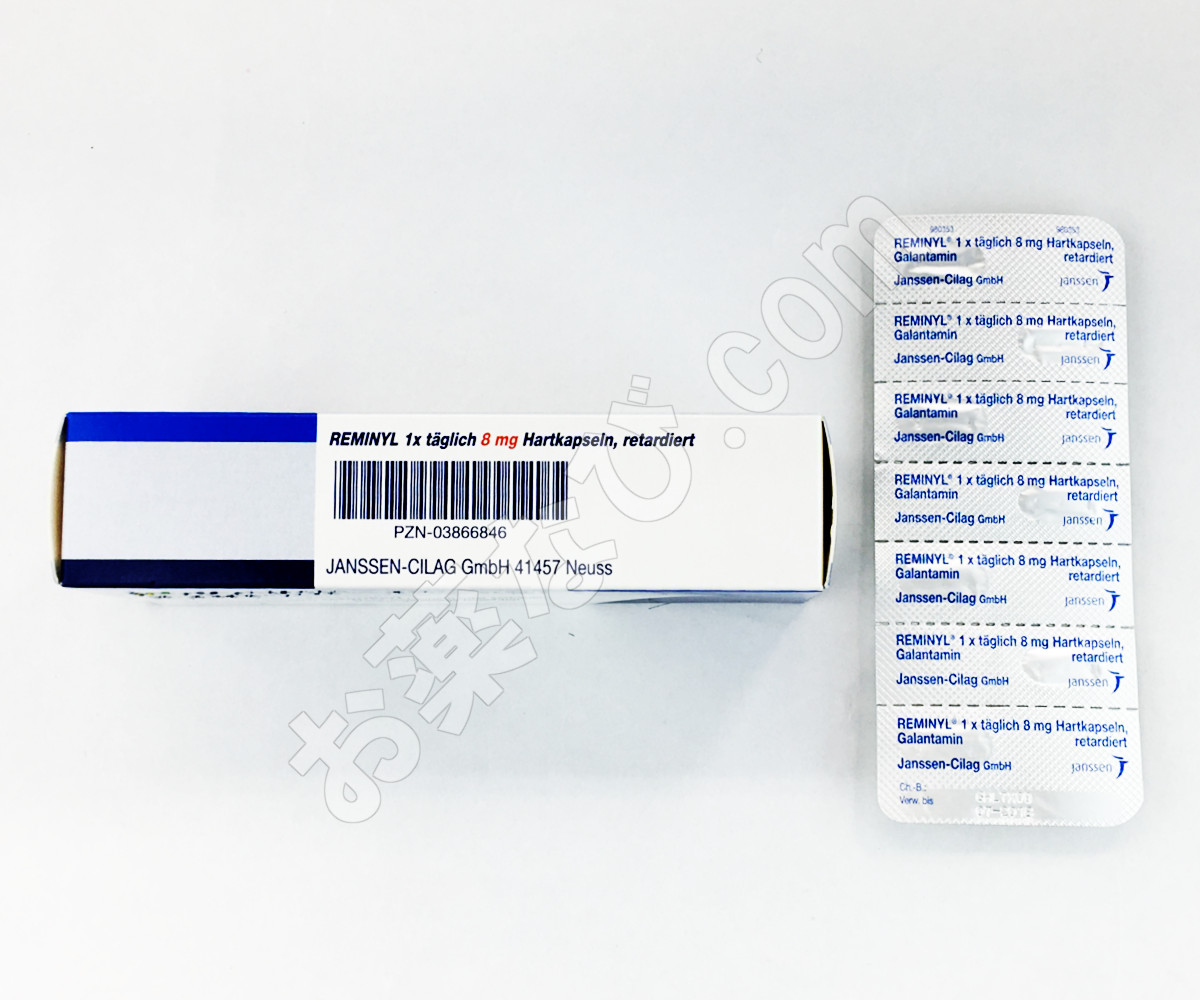 REMINYL 1x täglich 8 mg Hartkapseln, retardiert
PZN-03866846
JANSSEN-CILAG GmbH 41457 Neuss
お薬なび.com
980353 980353
REMINYL® 1 x täglich 8 mg Hartkapseln,
Galantamin retardiert
Janssen-Cilag GmbH janssen
REMINYL® 1 x täglich 8 mg Hartkapseln,
Galantamin retardiert
Janssen-Cilag GmbH janssen
REMINYL® 1 x täglich 8 mg Hartkapseln,
Galantamin retardiert
Janssen-Cilag GmbH janssen
REMINYL® 1 x täglich 8 mg Hartkapseln,
Galantamin retardiert
Janssen-Cilag GmbH janssen
REMINYL® 1 x täglich 8 mg Hartkapseln,
Galantamin retardiert
Janssen-Cilag GmbH janssen
REMINYL® 1 x täglich 8 mg Hartkapseln,
Galantamin retardiert
Janssen-Cilag GmbH janssen
REMINYL® 1 x täglich 8 mg Hartkapseln,
Galantamin retardiert
Janssen-Cilag GmbH janssen
Ch.-B.:
Verw. bis